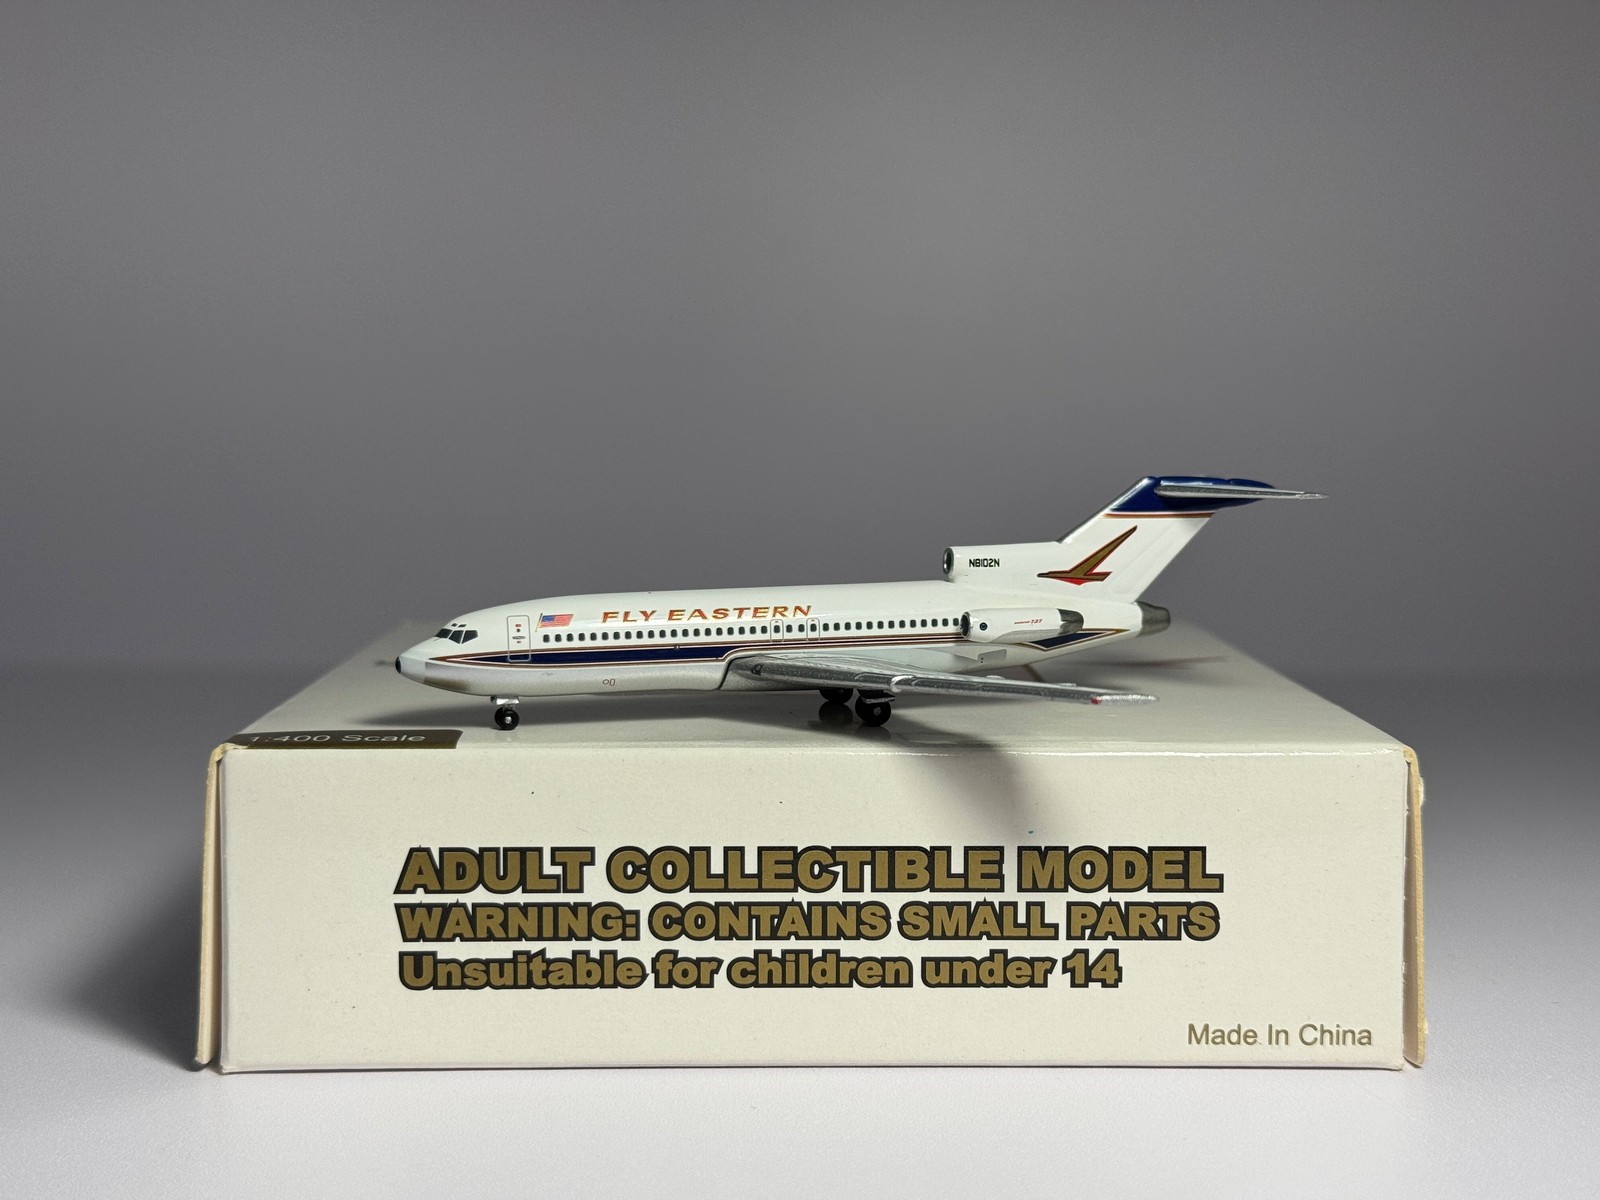 FLY EASTERN
N8102N
727
1:400 Scale
ADULT COLLECTIBLE MODEL
WARNING: CONTAINS SMALL PARTS
Unsuitable for children under 14
Made In China